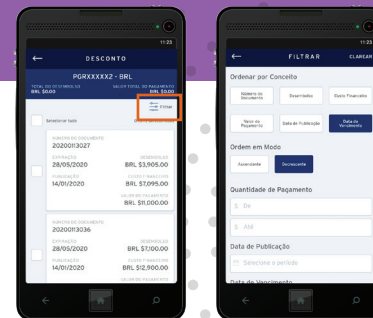 11:23
DESCONTO
PGRXXXXX2 - BRL
TOTAL DO DESEMBOLSO
VALOR TOTAL DO PAGAMENTO
BRL $0.00
BRL $0.00
Filtrar
Selecionar tudo
NÚMERO DO DOCUMENTO
2020013027
EXPIRAÇÃO
DESEMBOLSO
28/05/2020
BRL $3,905.00
PUBLICAÇÃO
CUSTO FINANCEIRO
14/01/2020
BRL $7,095.00
VALOR DE PAGAMENTO
BRL $11,000.00
NÚMERO DO DOCUMENTO
2020013036
EXPIRAÇÃO
DESEMBOLSO
28/05/2020
BRL $7,100.00
PUBLICAÇÃO
CUSTO FINANCEIRO
14/01/2020
BRL $12,900.00
VALOR DE PAGAMENTO
11:23
FILTRAR
CLAREAR
Ordenar por Conceito
Número do Documento
Desembolso
Custo Financeiro
Valor do Pagamento
Data de Publicação
Data de Vencimento
Ordem em Modo
Ascendente
Decrescente
Quantidade de Pagamento
$ De
$ Até
Data de Publicação
Selecione o período
Data de Vencimento